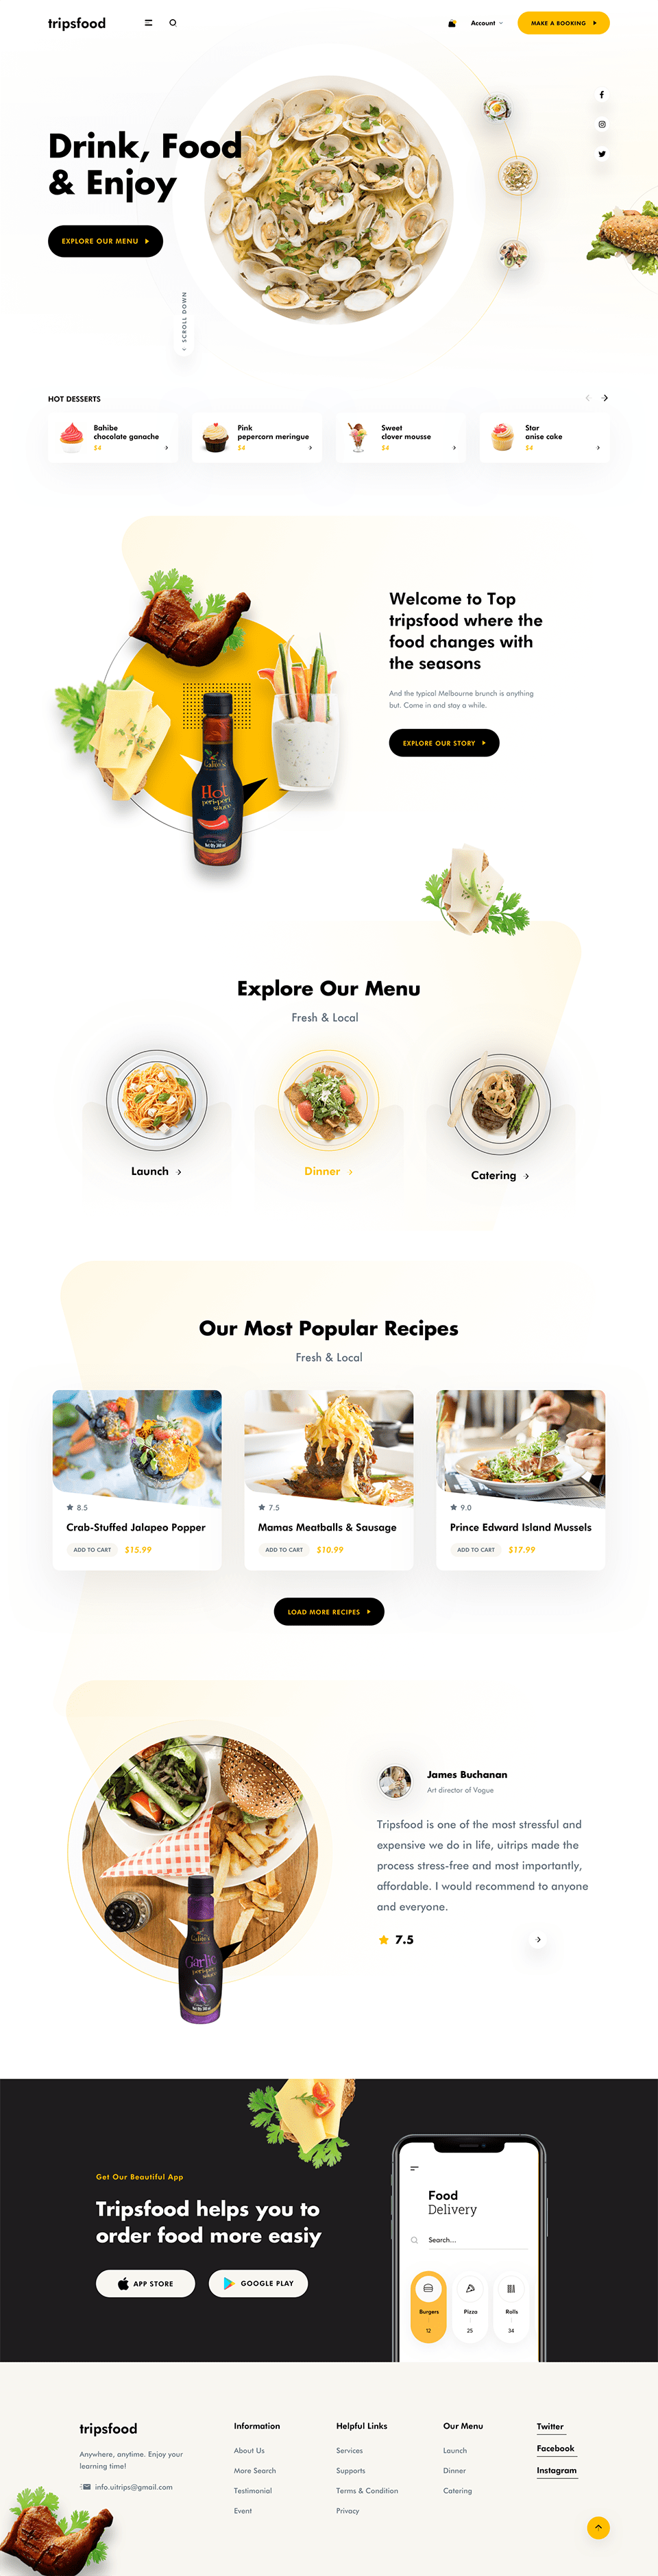 tripsfood
Account
MAKE A BOOKING
Drink, Food
& Enjoy
EXPLORE OUR MENU
SCROLL DOWN
HOT DESSERTS
Bahibe
chocolate ganache
$4
Pink
pepercorn meringue
$4
Sweet
clover mousse
$4
Star
anise cake
$4
Welcome to Top
tripsfood where the
food changes with
the seasons
And the typical Melbourne brunch is anything
but. Come in and stay a while.
EXPLORE OUR STORY
Hot
peri-peri
sauce
Explore Our Menu
Fresh & Local
Launch
Dinner
Catering
Our Most Popular Recipes
Fresh & Local
8.5
Crab-Stuffed Jalapeo Popper
ADD TO CART $15.99
7.5
Mamas Meatballs & Sausage
ADD TO CART $10.99
9.0
Prince Edward Island Mussels
ADD TO CART $17.99
LOAD MORE RECIPES
James Buchanan
Art director of Vogue
Tripsfood is one of the most stressful and
expensive we do in life, uitrips made the
process stress-free and most importantly,
affordable. I would recommend to anyone
and everyone.
7.5
Garlic
peri-peri
sauce
Get Our Beautiful App
Tripsfood helps you to
order food more easiy
APP STORE
GOOGLE PLAY
Food
Delivery
Search...
Burgers
12
Pizza
25
Rolls
34
tripsfood
Anywhere, anytime. Enjoy your
learning time!
info.uitrips@gmail.com
Information
About Us
More Search
Testimonial
Event
Helpful Links
Services
Supports
Terms & Condition
Privacy
Our Menu
Launch
Dinner
Catering
Twitter
Facebook
Instagram